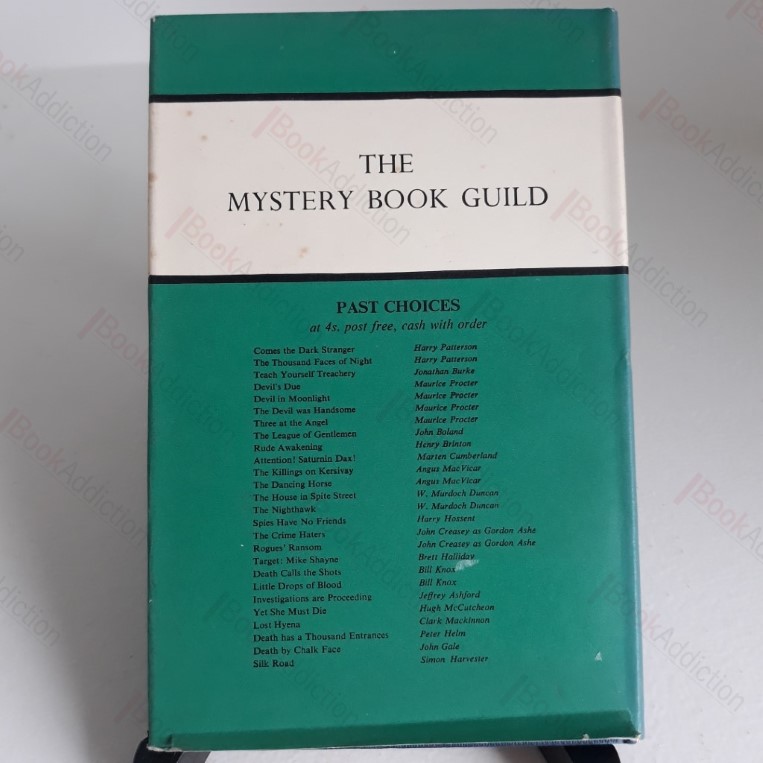 THE
MYSTERY BOOK GUILD
PAST CHOICES
at 4s. post free, cash with order
Comes the Dark Stranger Harry Patterson
The Thousand Faces of Night Harry Patterson
Teach Yourself Treachery Jonathan Burke
Devil's Due Maurice Procter
Devil in Moonlight Maurice Procter
The Devil was Handsome Maurice Procter
Three at the Angel Maurice Procter
The League of Gentlemen John Boland
Rude Awakening Henry Brinton
Attention! Saturnin Dax! Marten Cumberland
The Killings on Kersivay Angus MacVicar
The Dancing Horse Angus MacVicar
The House in Spite Street W. Murdoch Duncan
The Nighthawk W. Murdoch Duncan
Spies Have No Friends Harry Hossent
The Crime Haters John Creasey as Gordon Ashe
Rogues' Ransom John Creasey as Gordon Ashe
Target: Mike Shayne Brett Halliday
Death Calls the Shots Bill Knox
Little Drops of Blood Bill Knox
Investigations are Proceeding Jeffrey Ashford
Yet She Must Die Hugh McCutcheon
Lost Hyena Clark Mackinnon
Death has a Thousand Entrances Peter Helm
Death by Chalk Face John Gale
Silk Road Simon Harvester
BookAddiction